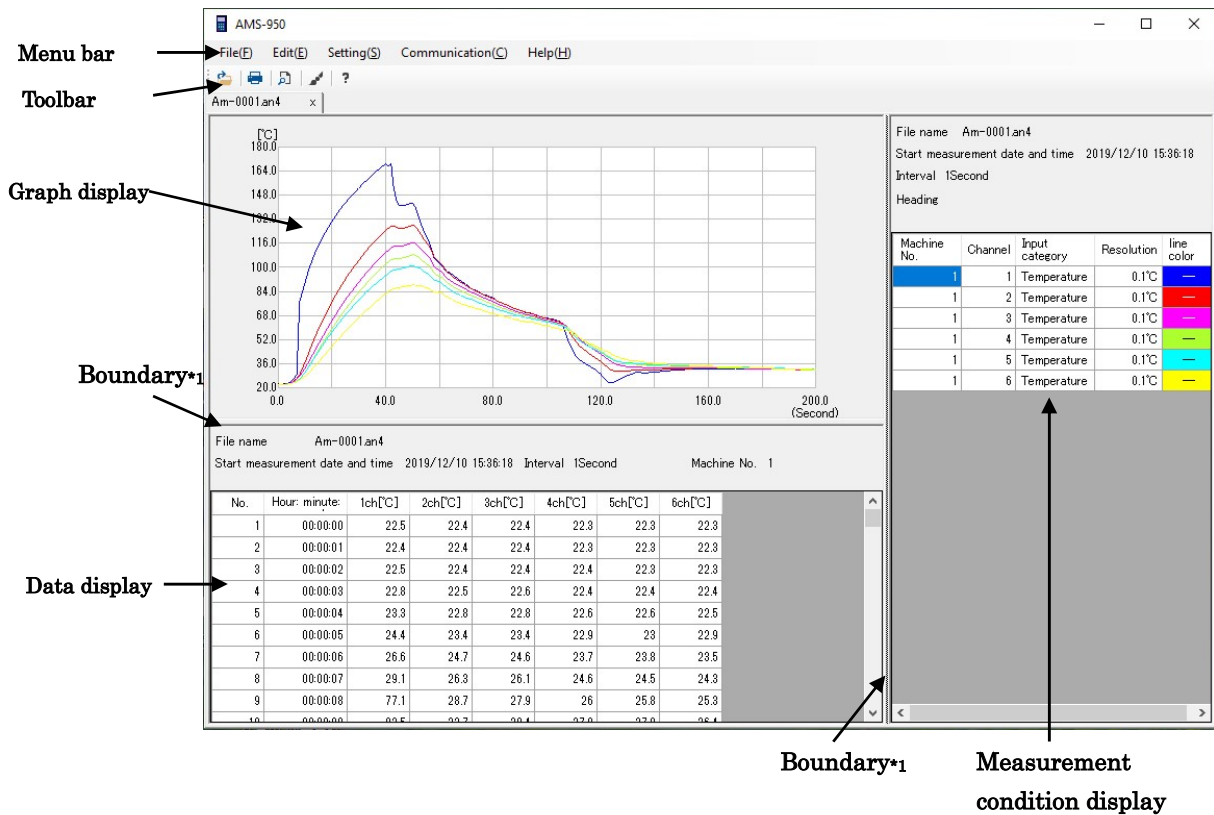 AMS-950
Menu bar
File(F) Edit(E) Setting(S) Communication(C) Help(H)
?
Toolbar
Am-0001.an4 x
[℃]
180.0
164.0
148.0
132.0
116.0
100.0
84.0
68.0
52.0
36.0
20.0
0.0 40.0 80.0 120.0 160.0 200.0
(Second)
Graph display
Boundary*1
File name Am-0001.an4
Start measurement date and time 2019/12/10 15:36:18
Interval 1Second
Heading
Machine No. Channel Input category Resolution line color
1 1 Temperature 0.1℃
1 2 Temperature 0.1℃
1 3 Temperature 0.1℃
1 4 Temperature 0.1℃
1 5 Temperature 0.1℃
1 6 Temperature 0.1℃
File name Am-0001.an4
Start measurement date and time 2019/12/10 15:36:18 Interval 1Second Machine No. 1
No. Hour: minute: 1ch[℃] 2ch[℃] 3ch[℃] 4ch[℃] 5ch[℃] 6ch[℃]
1 00:00:00 22.5 22.4 22.4 22.3 22.3 22.3
2 00:00:01 22.4 22.4 22.4 22.3 22.3 22.3
3 00:00:02 22.5 22.4 22.4 22.4 22.3 22.3
4 00:00:03 22.8 22.5 22.6 22.4 22.4 22.4
5 00:00:04 23.3 22.8 22.8 22.6 22.6 22.5
6 00:00:05 24.4 23.4 23.4 22.9 23 22.9
7 00:00:06 26.6 24.7 24.6 23.7 23.8 23.5
8 00:00:07 29.1 26.3 26.1 24.6 24.5 24.3
9 00:00:08 77.1 28.7 27.9 26 25.8 25.3
Data display
Boundary*1
Measurement
condition display